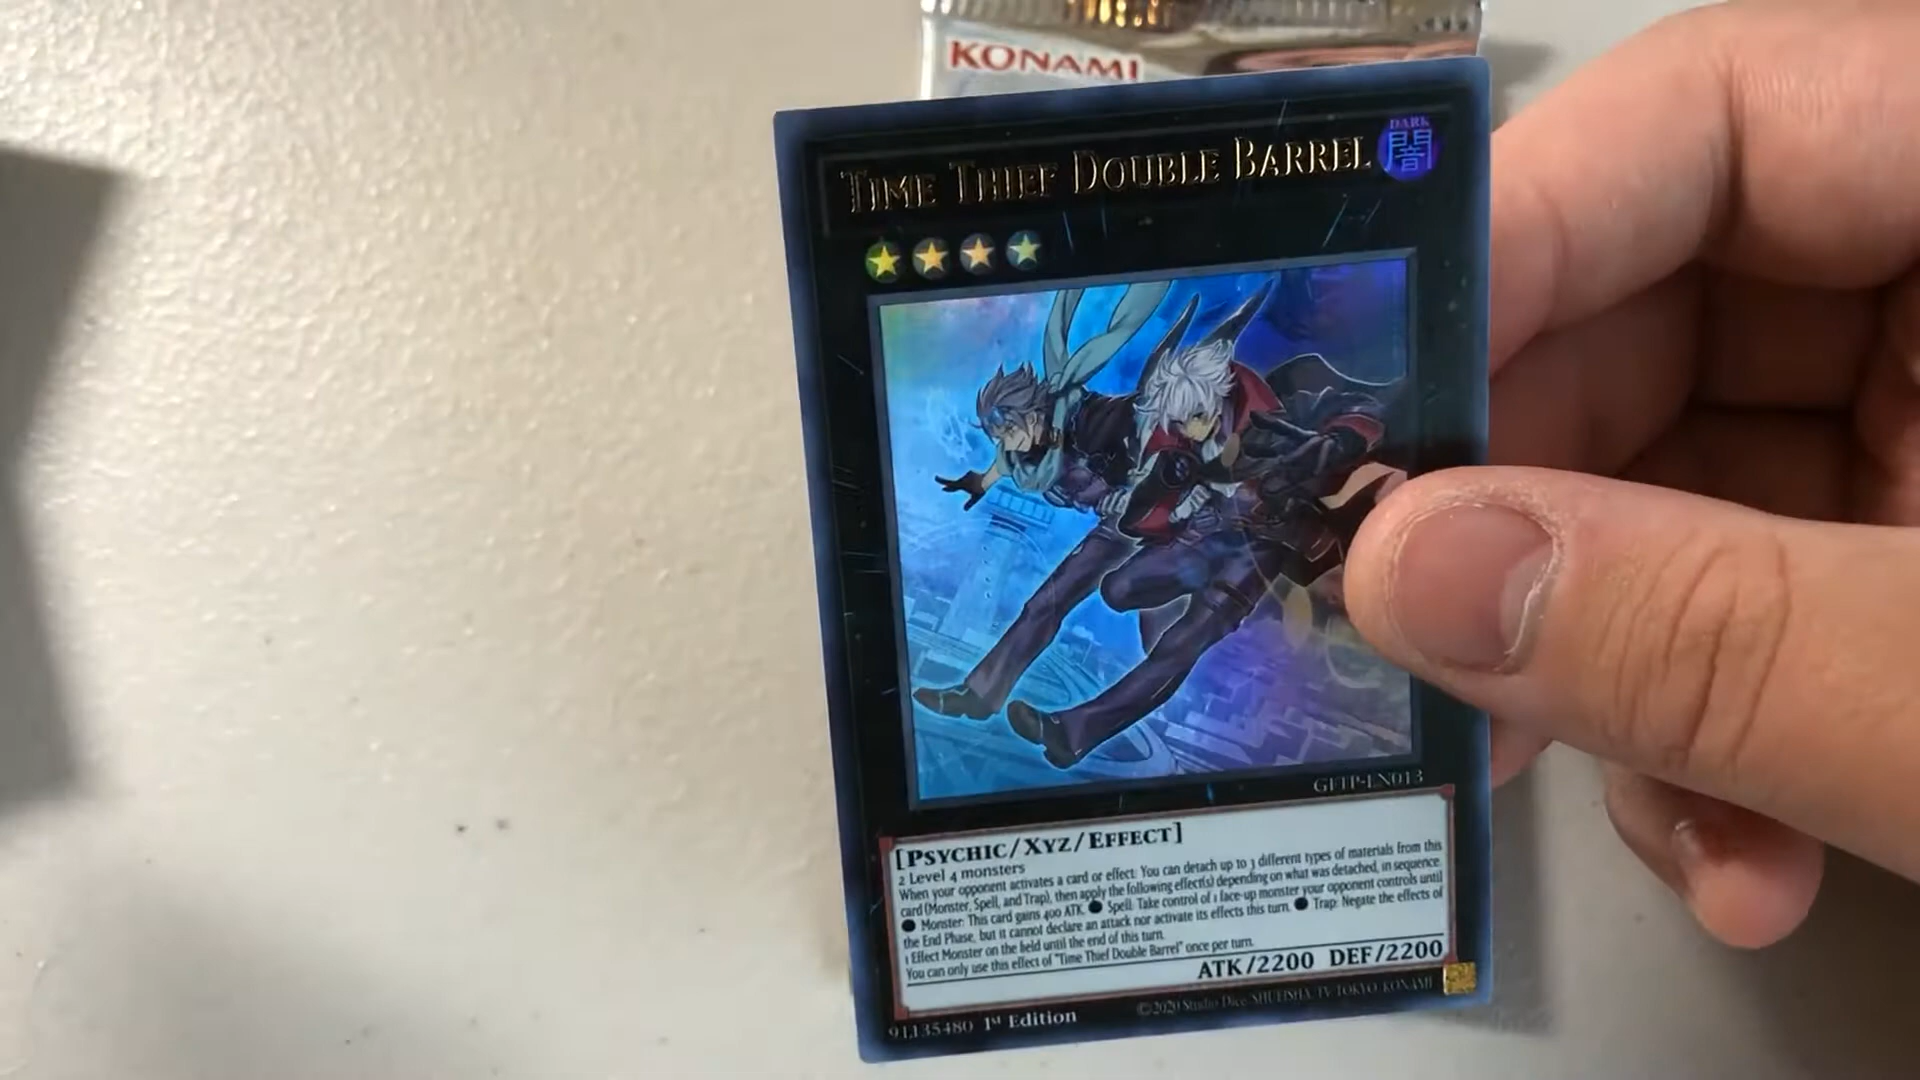 KONAMI
TIME THIEF DOUBLE BARREL
DARK
闇
GFTP-EN013
[PSYCHIC/XYZ/EFFECT]
2 Level 4 monsters
When your opponent activates a card or effect: You can detach up to 3 different types of materials from this
card (Monster, Spell, and Trap), then apply the following effect(s) depending on what was detached, in sequence.
● Monster: This card gains 400 ATK. ● Spell: Take control of 1 face-up monster your opponent controls until
the End Phase, but it cannot declare an attack nor activate its effects this turn. ● Trap: Negate the effects of
1 Effect Monster on the field until the end of this turn.
You can only use this effect of "Time Thief Double Barrel" once per turn.
ATK/2200 DEF/2200
91135480 1st Edition
©2020 Studio Dice/SHUEISHA, TV TOKYO, KONAMI